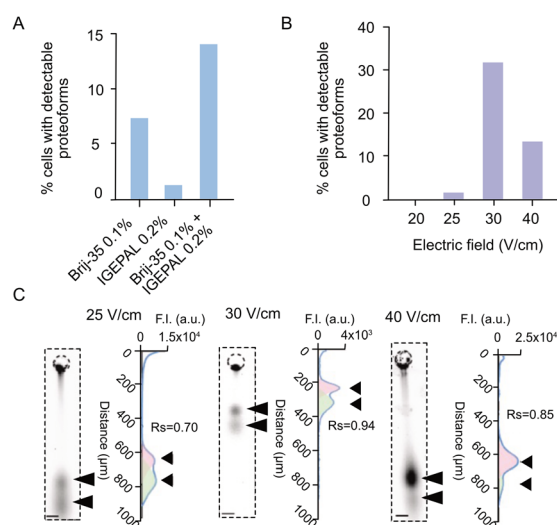 A
% cells with detectable
proteoforms
15
10
5
0
Brij-35 0.1%
IGEPAL 0.2%
Brij-35 0.1% +
IGEPAL 0.2%
B
% cells with detectable
proteoforms
40
30
20
10
0
20 25 30 40
Electric field (V/cm)
C
25 V/cm
F.I. (a.u.)
0 1.5x10⁴
0
200
400
600
800
1000
Distance (µm)
Rs=0.70
30 V/cm
F.I. (a.u.)
0 4x10³
0
200
400
600
800
1000
Distance (µm)
Rs=0.94
40 V/cm
F.I. (a.u.)
0 2.5x10⁴
0
200
400
600
800
1000
Distance (µm)
Rs=0.85